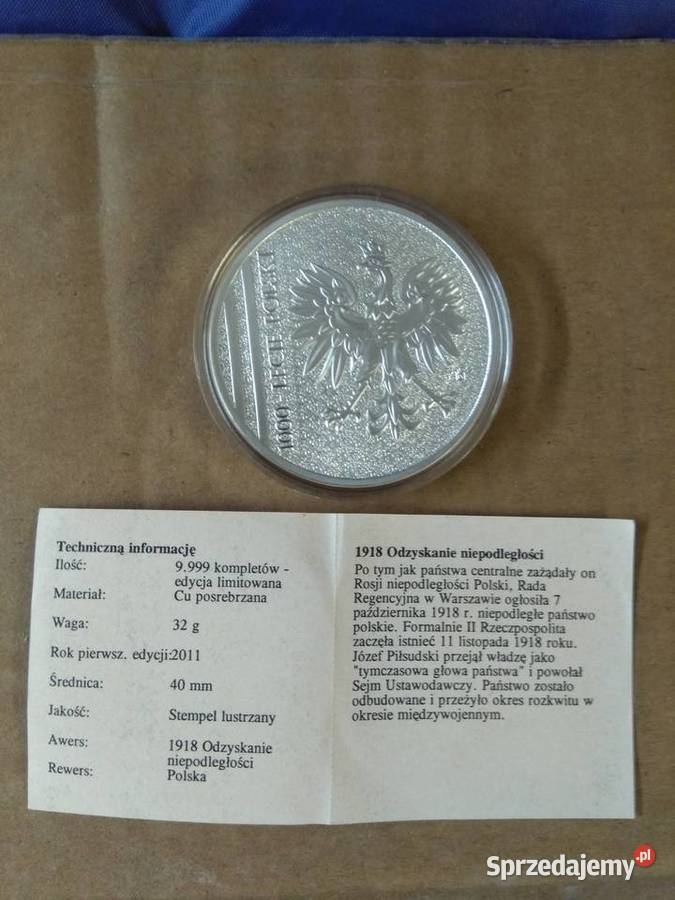 1000-LECIE POLSKI
Techniczną informację
Ilość: 9.999 kompletów -
edycja limitowana
Materiał: Cu posrebrzana
Waga: 32 g
Rok pierwsz. edycji:2011
Średnica: 40 mm
Jakość: Stempel lustrzany
Awers: 1918 Odzyskanie
niepodległości
Rewers: Polska
1918 Odzyskanie niepodległości
Po tym jak państwa centralne zażądały on
Rosji niepodległości Polski, Rada
Regencyjna w Warszawie ogłosiła 7
października 1918 r. niepodległe państwo
polskie. Formalnie II Rzeczpospolita
zaczęła istnieć 11 listopada 1918 roku.
Józef Piłsudski przejął władzę jako
"tymczasowa głowa państwa" i powołał
Sejm Ustawodawczy. Państwo zostało
odbudowane i przeżyło okres rozkwitu w
okresie międzywojennym.
Sprzedajemy.pl